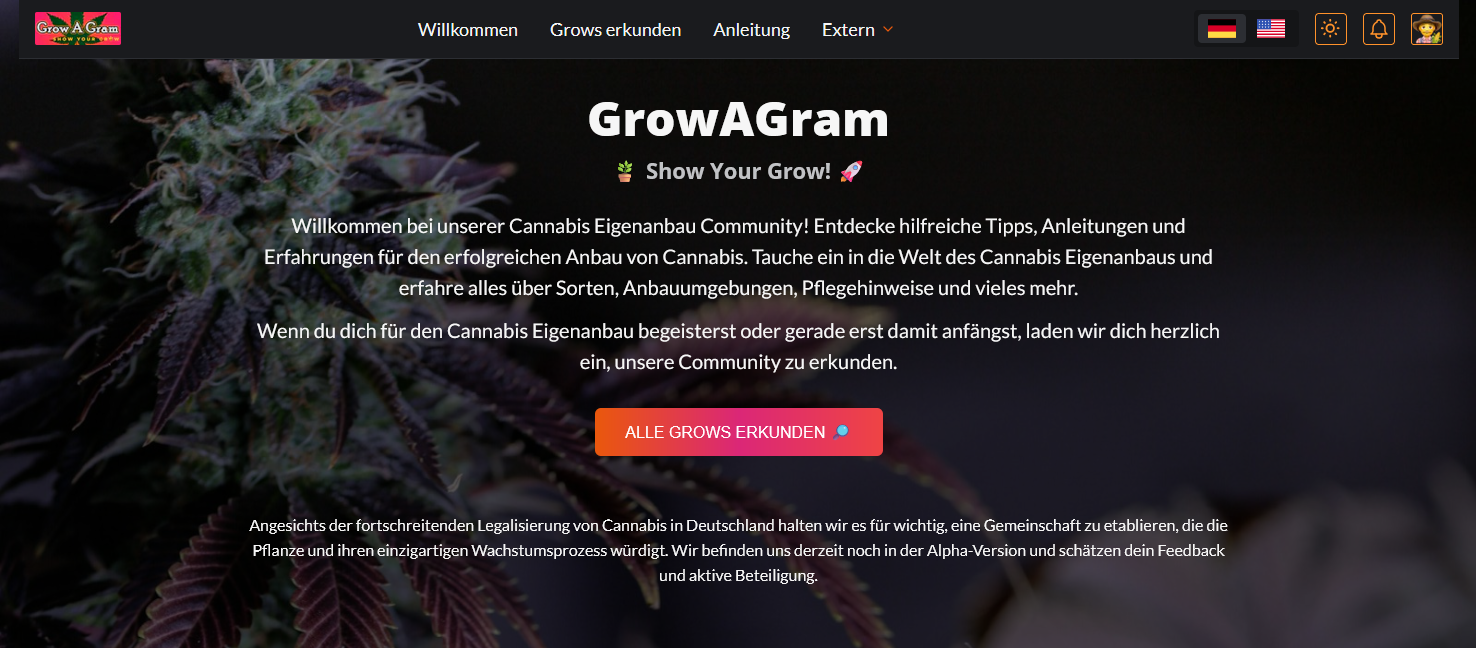 Grow A Gram
SHOW YOUR GROW
Willkommen
Grows erkunden
Anleitung
Extern
GrowAGram
Show Your Grow!
Willkommen bei unserer Cannabis Eigenanbau Community! Entdecke hilfreiche Tipps, Anleitungen und
Erfahrungen für den erfolgreichen Anbau von Cannabis. Tauche ein in die Welt des Cannabis Eigenanbaus und
erfahre alles über Sorten, Anbauumgebungen, Pflegehinweise und vieles mehr.
Wenn du dich für den Cannabis Eigenanbau begeisterst oder gerade erst damit anfängst, laden wir dich herzlich
ein, unsere Community zu erkunden.
ALLE GROWS ERKUNDEN
Angesichts der fortschreitenden Legalisierung von Cannabis in Deutschland halten wir es für wichtig, eine Gemeinschaft zu etablieren, die die
Pflanze und ihren einzigartigen Wachstumsprozess würdigt. Wir befinden uns derzeit noch in der Alpha-Version und schätzen dein Feedback
und aktive Beteiligung.